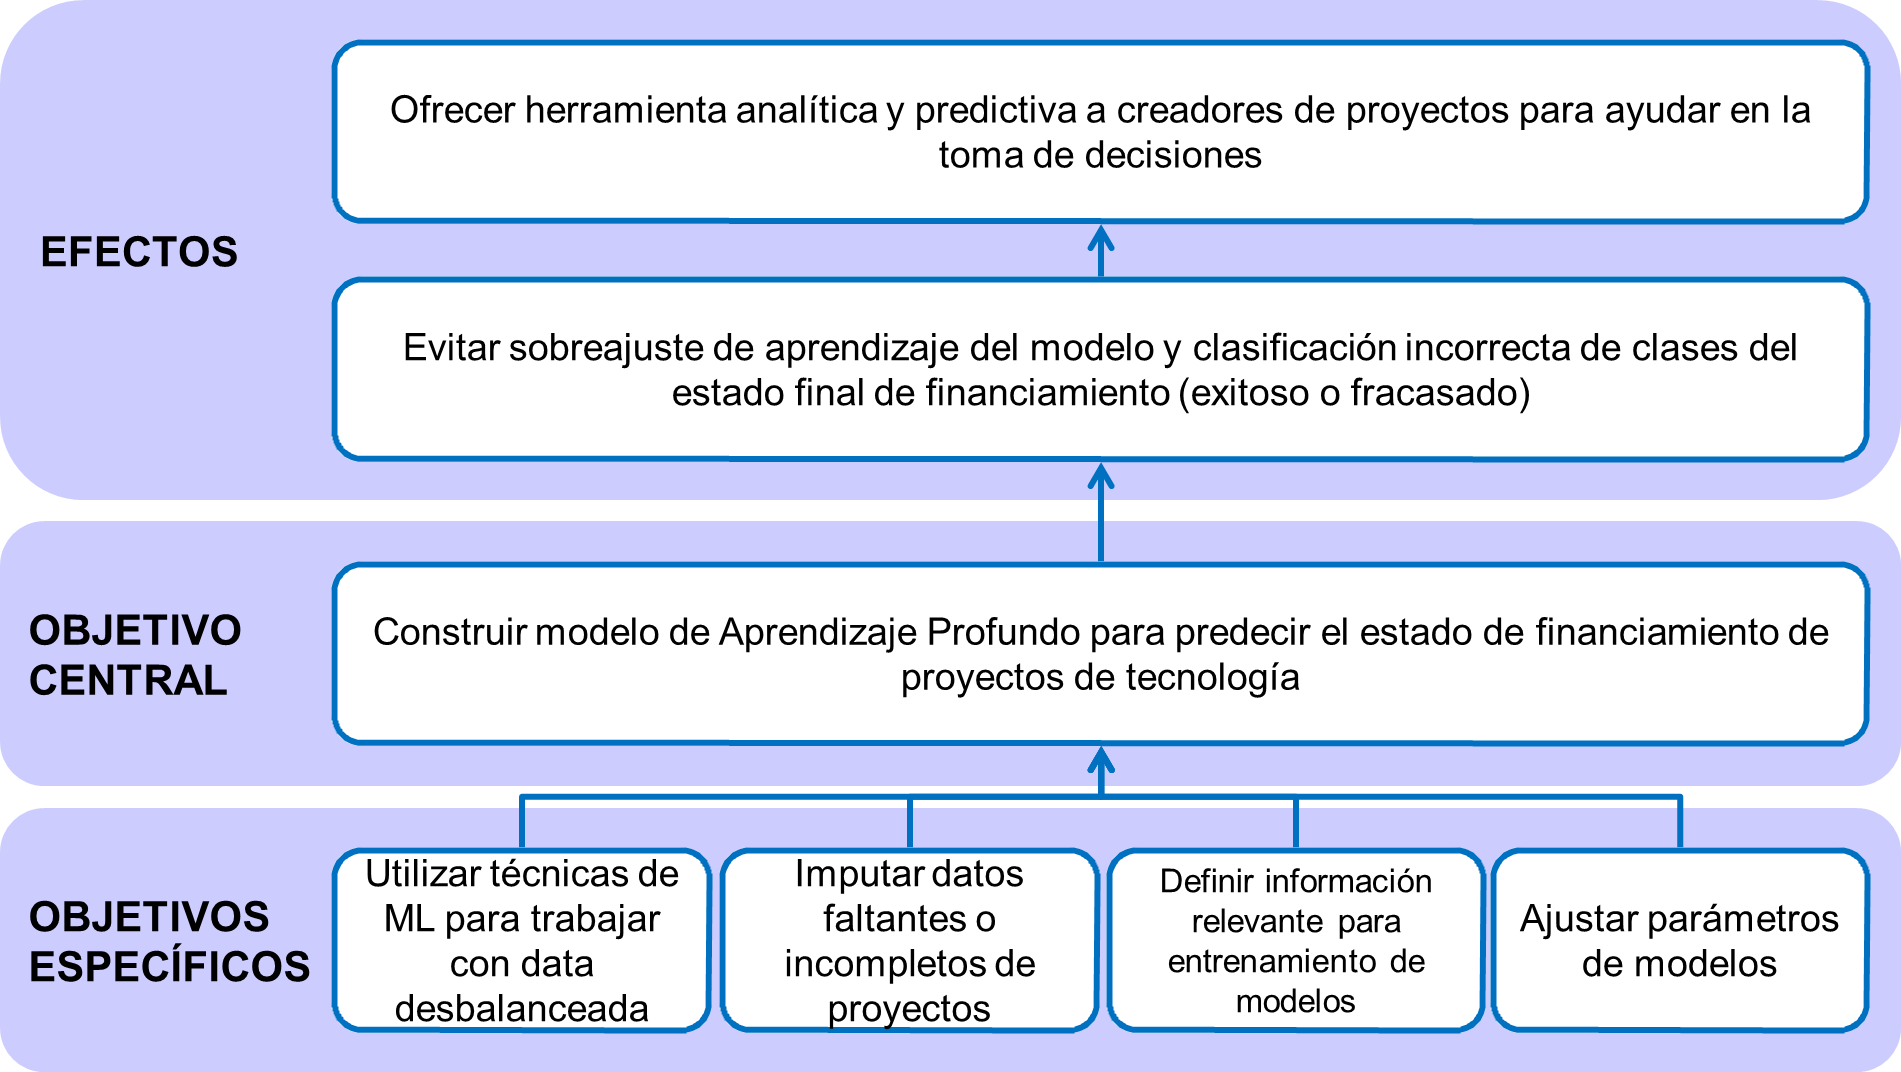 Ofrecer herramienta analítica y predictiva a creadores de proyectos para ayudar en la
toma de decisiones
EFECTOS
Evitar sobreajuste de aprendizaje del modelo y clasificación incorrecta de clases del
estado final de financiamiento (exitoso o fracasado)
OBJETIVO
CENTRAL
Construir modelo de Aprendizaje Profundo para predecir el estado de financiamiento de
proyectos de tecnología
OBJETIVOS
ESPECÍFICOS
Utilizar técnicas de
ML para trabajar
con data
desbalanceada
Imputar datos
faltantes o
incompletos de
proyectos
Definir información
relevante para
entrenamiento de
modelos
Ajustar parámetros
de modelos